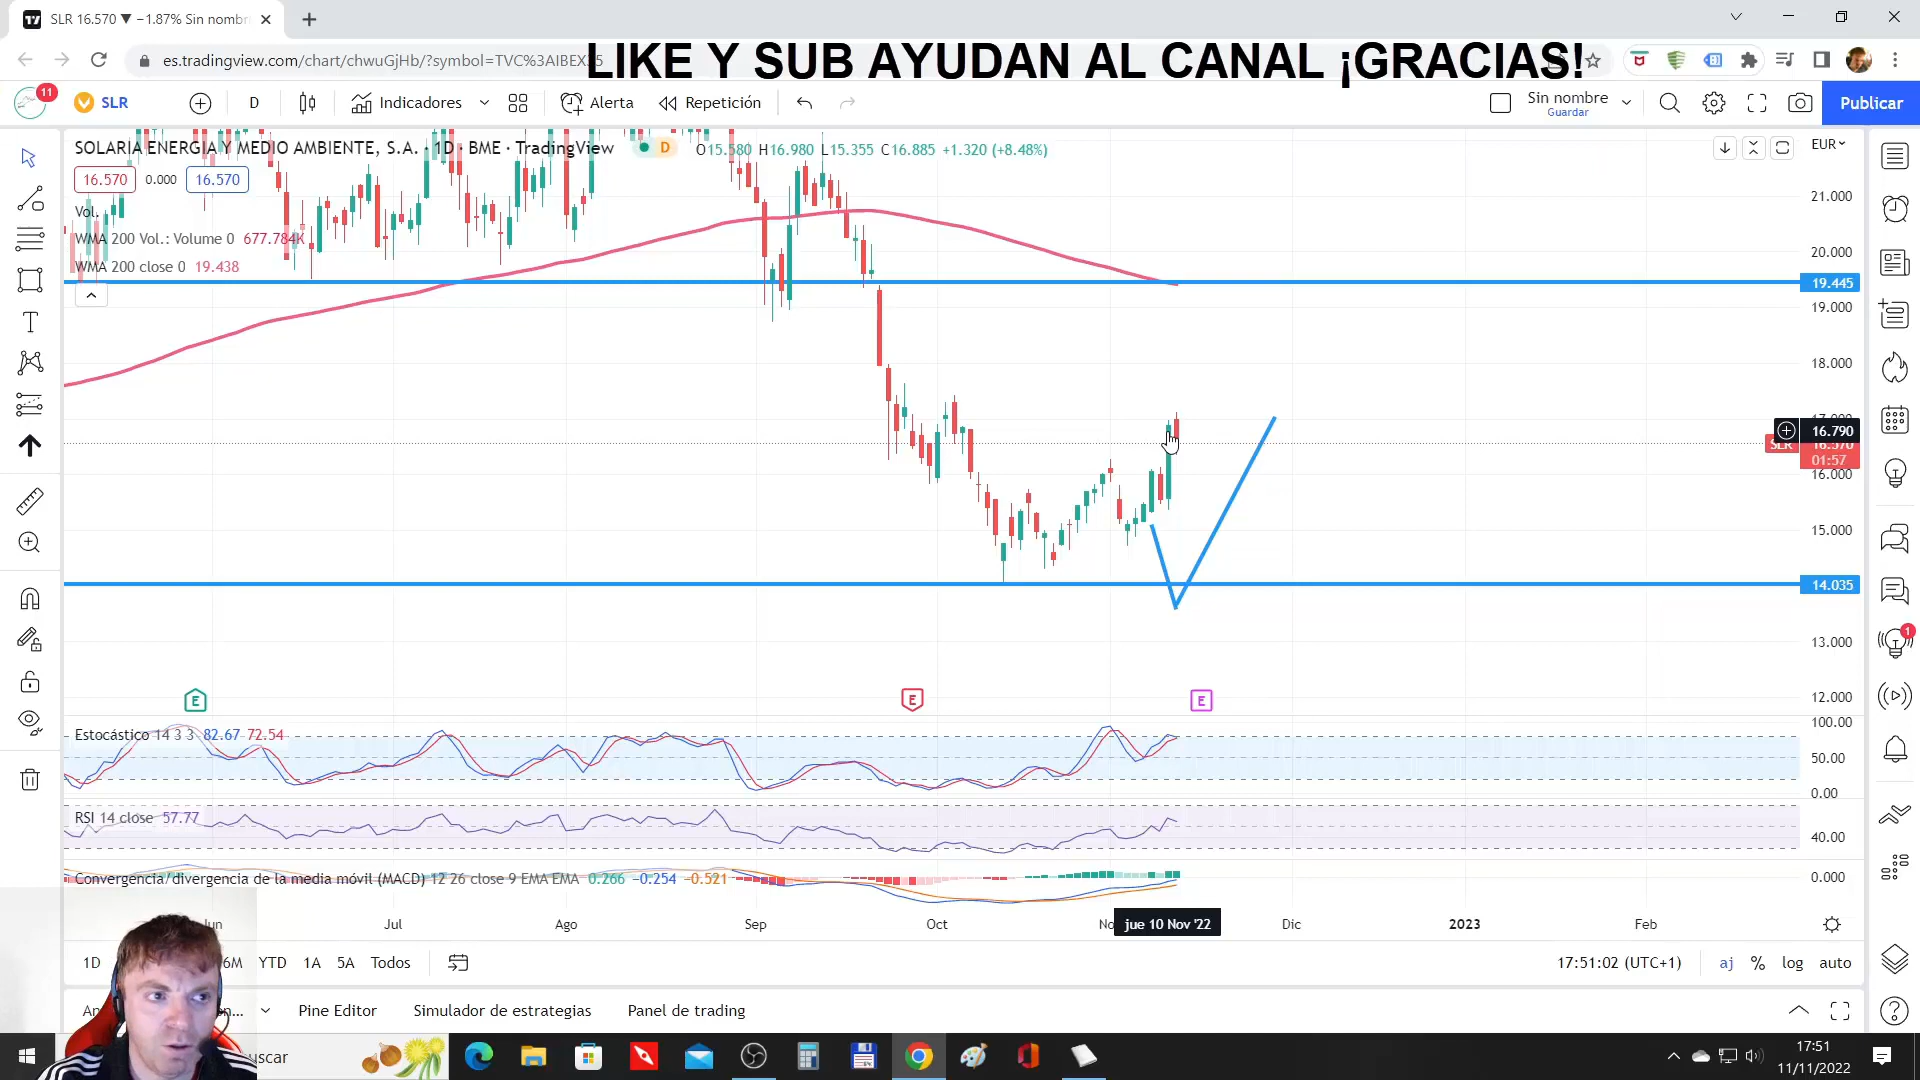 SLR 16.570 ▼ −1.87% Sin nombr
es.tradingview.com/chart/chwuGjHb/?symbol=TVC%3AIBEX35
LIKE Y SUB AYUDAN AL CANAL ¡GRACIAS!
11
SLR
D
Indicadores
Alerta
Repetición
Sin nombre
Guardar
Publicar
SOLARIA ENERGIA Y MEDIO AMBIENTE, S.A. · 1D · BME · TradingView
D
O15.580 H16.980 L15.355 C16.885 +1.320 (+8.48%)
EUR
16.570 0.000 16.570
Vol.
WMA 200 Vol.: Volume 0 677.784K
WMA 200 close 0 19.438
21.000
20.000
19.445
19.000
18.000
17.000
16.790
SLR 16.570
01:57
16.000
15.000
14.035
13.000
12.000
E
E
E
Estocástico 14 3 3 82.67 72.54
100.00
50.00
0.00
RSI 14 close 57.77
40.00
Convergencia/divergencia de la media móvil (MACD) 12 26 close 9 EMA EMA 0.266 −0.254 −0.521
0.000
Jul
Ago
Sep
Oct
jue 10 Nov '22
Dic
2023
Feb
1D
6M
YTD
1A
5A
Todos
17:51:02 (UTC+1)
aj
%
log
auto
Pine Editor
Simulador de estrategias
Panel de trading
1
17:51
11/11/2022